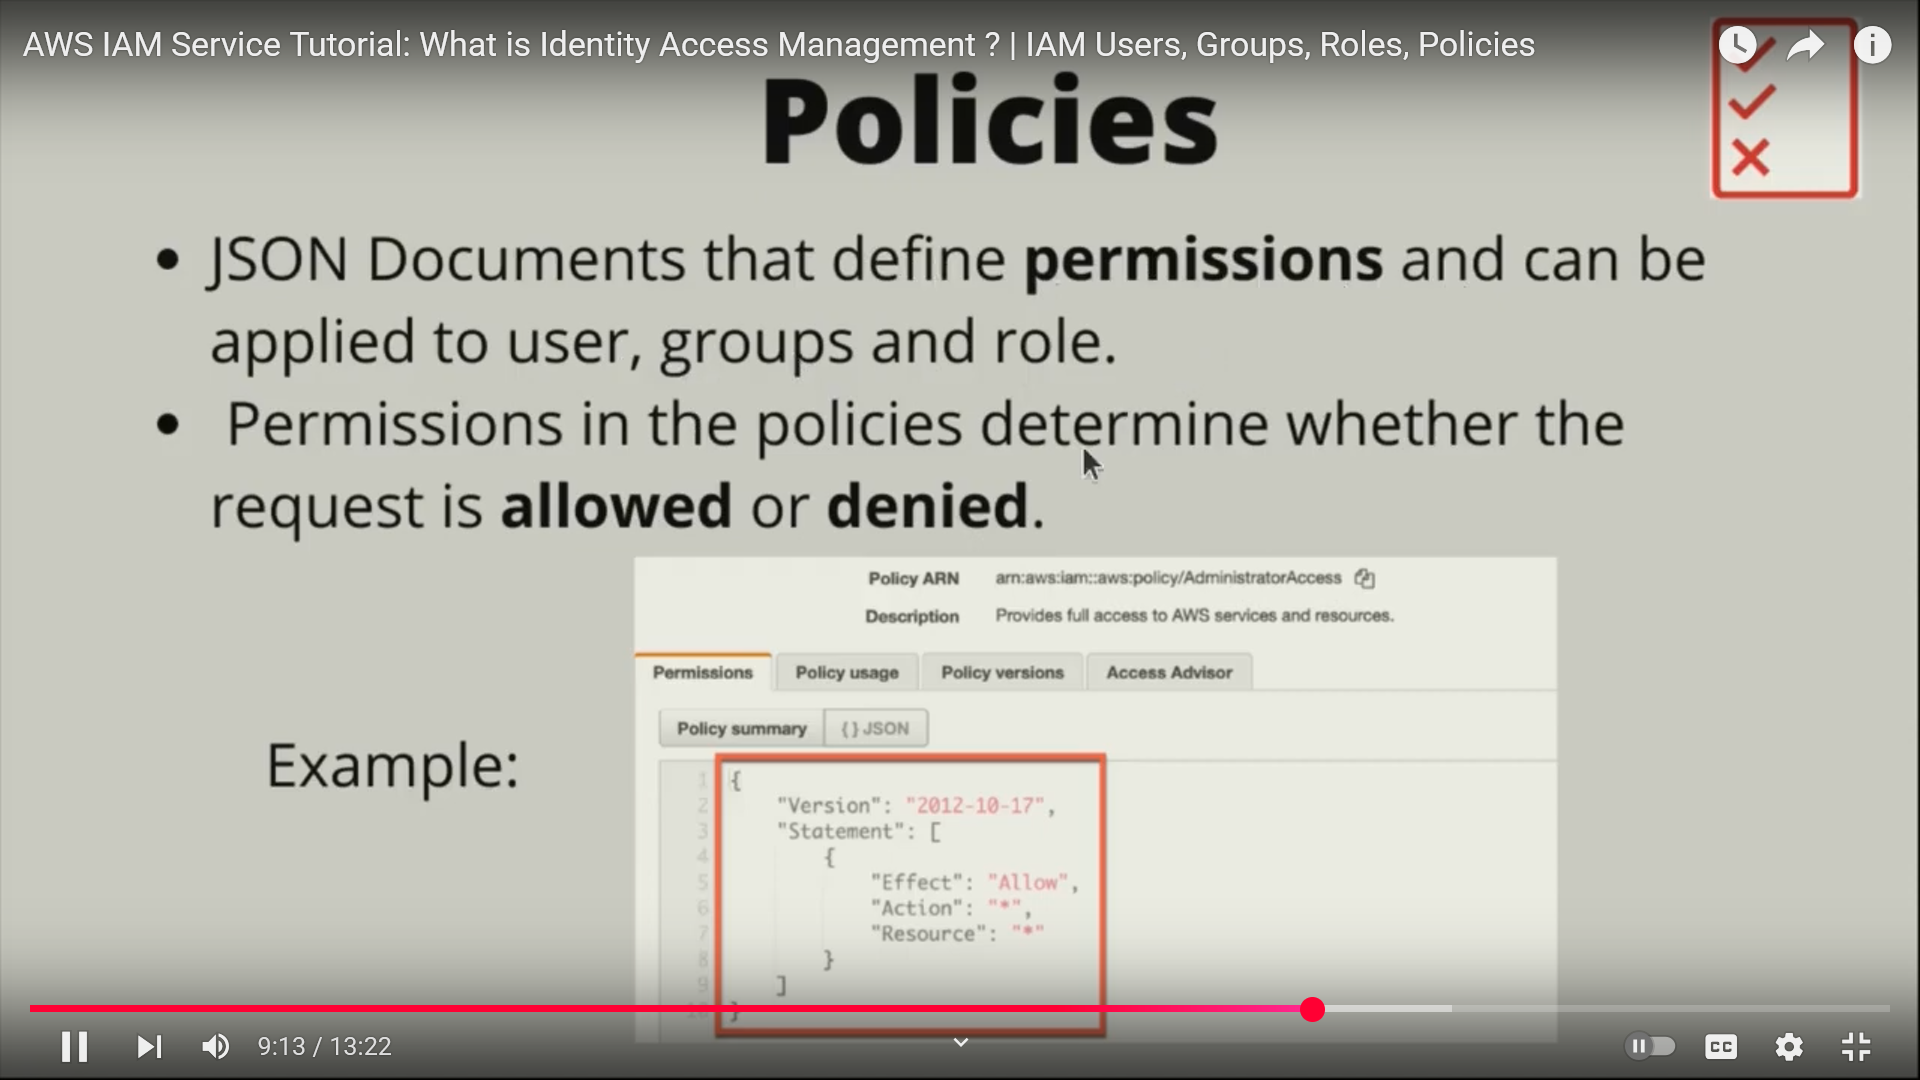 AWS IAM Service Tutorial: What is Identity Access Management ? | IAM Users, Groups, Roles, Policies
Policies
• JSON Documents that define permissions and can be
applied to user, groups and role.
• Permissions in the policies determine whether the
request is allowed or denied.
Policy ARN arn:aws:iam::aws:policy/AdministratorAccess
Description Provides full access to AWS services and resources.
Permissions Policy usage Policy versions Access Advisor
Policy summary {} JSON
Example:
1 {
2 "Version": "2012-10-17",
3 "Statement": [
4 {
5 "Effect": "Allow",
6 "Action": "*",
7 "Resource": "*"
8 }
9 ]
10 }
9:13 / 13:22
CC